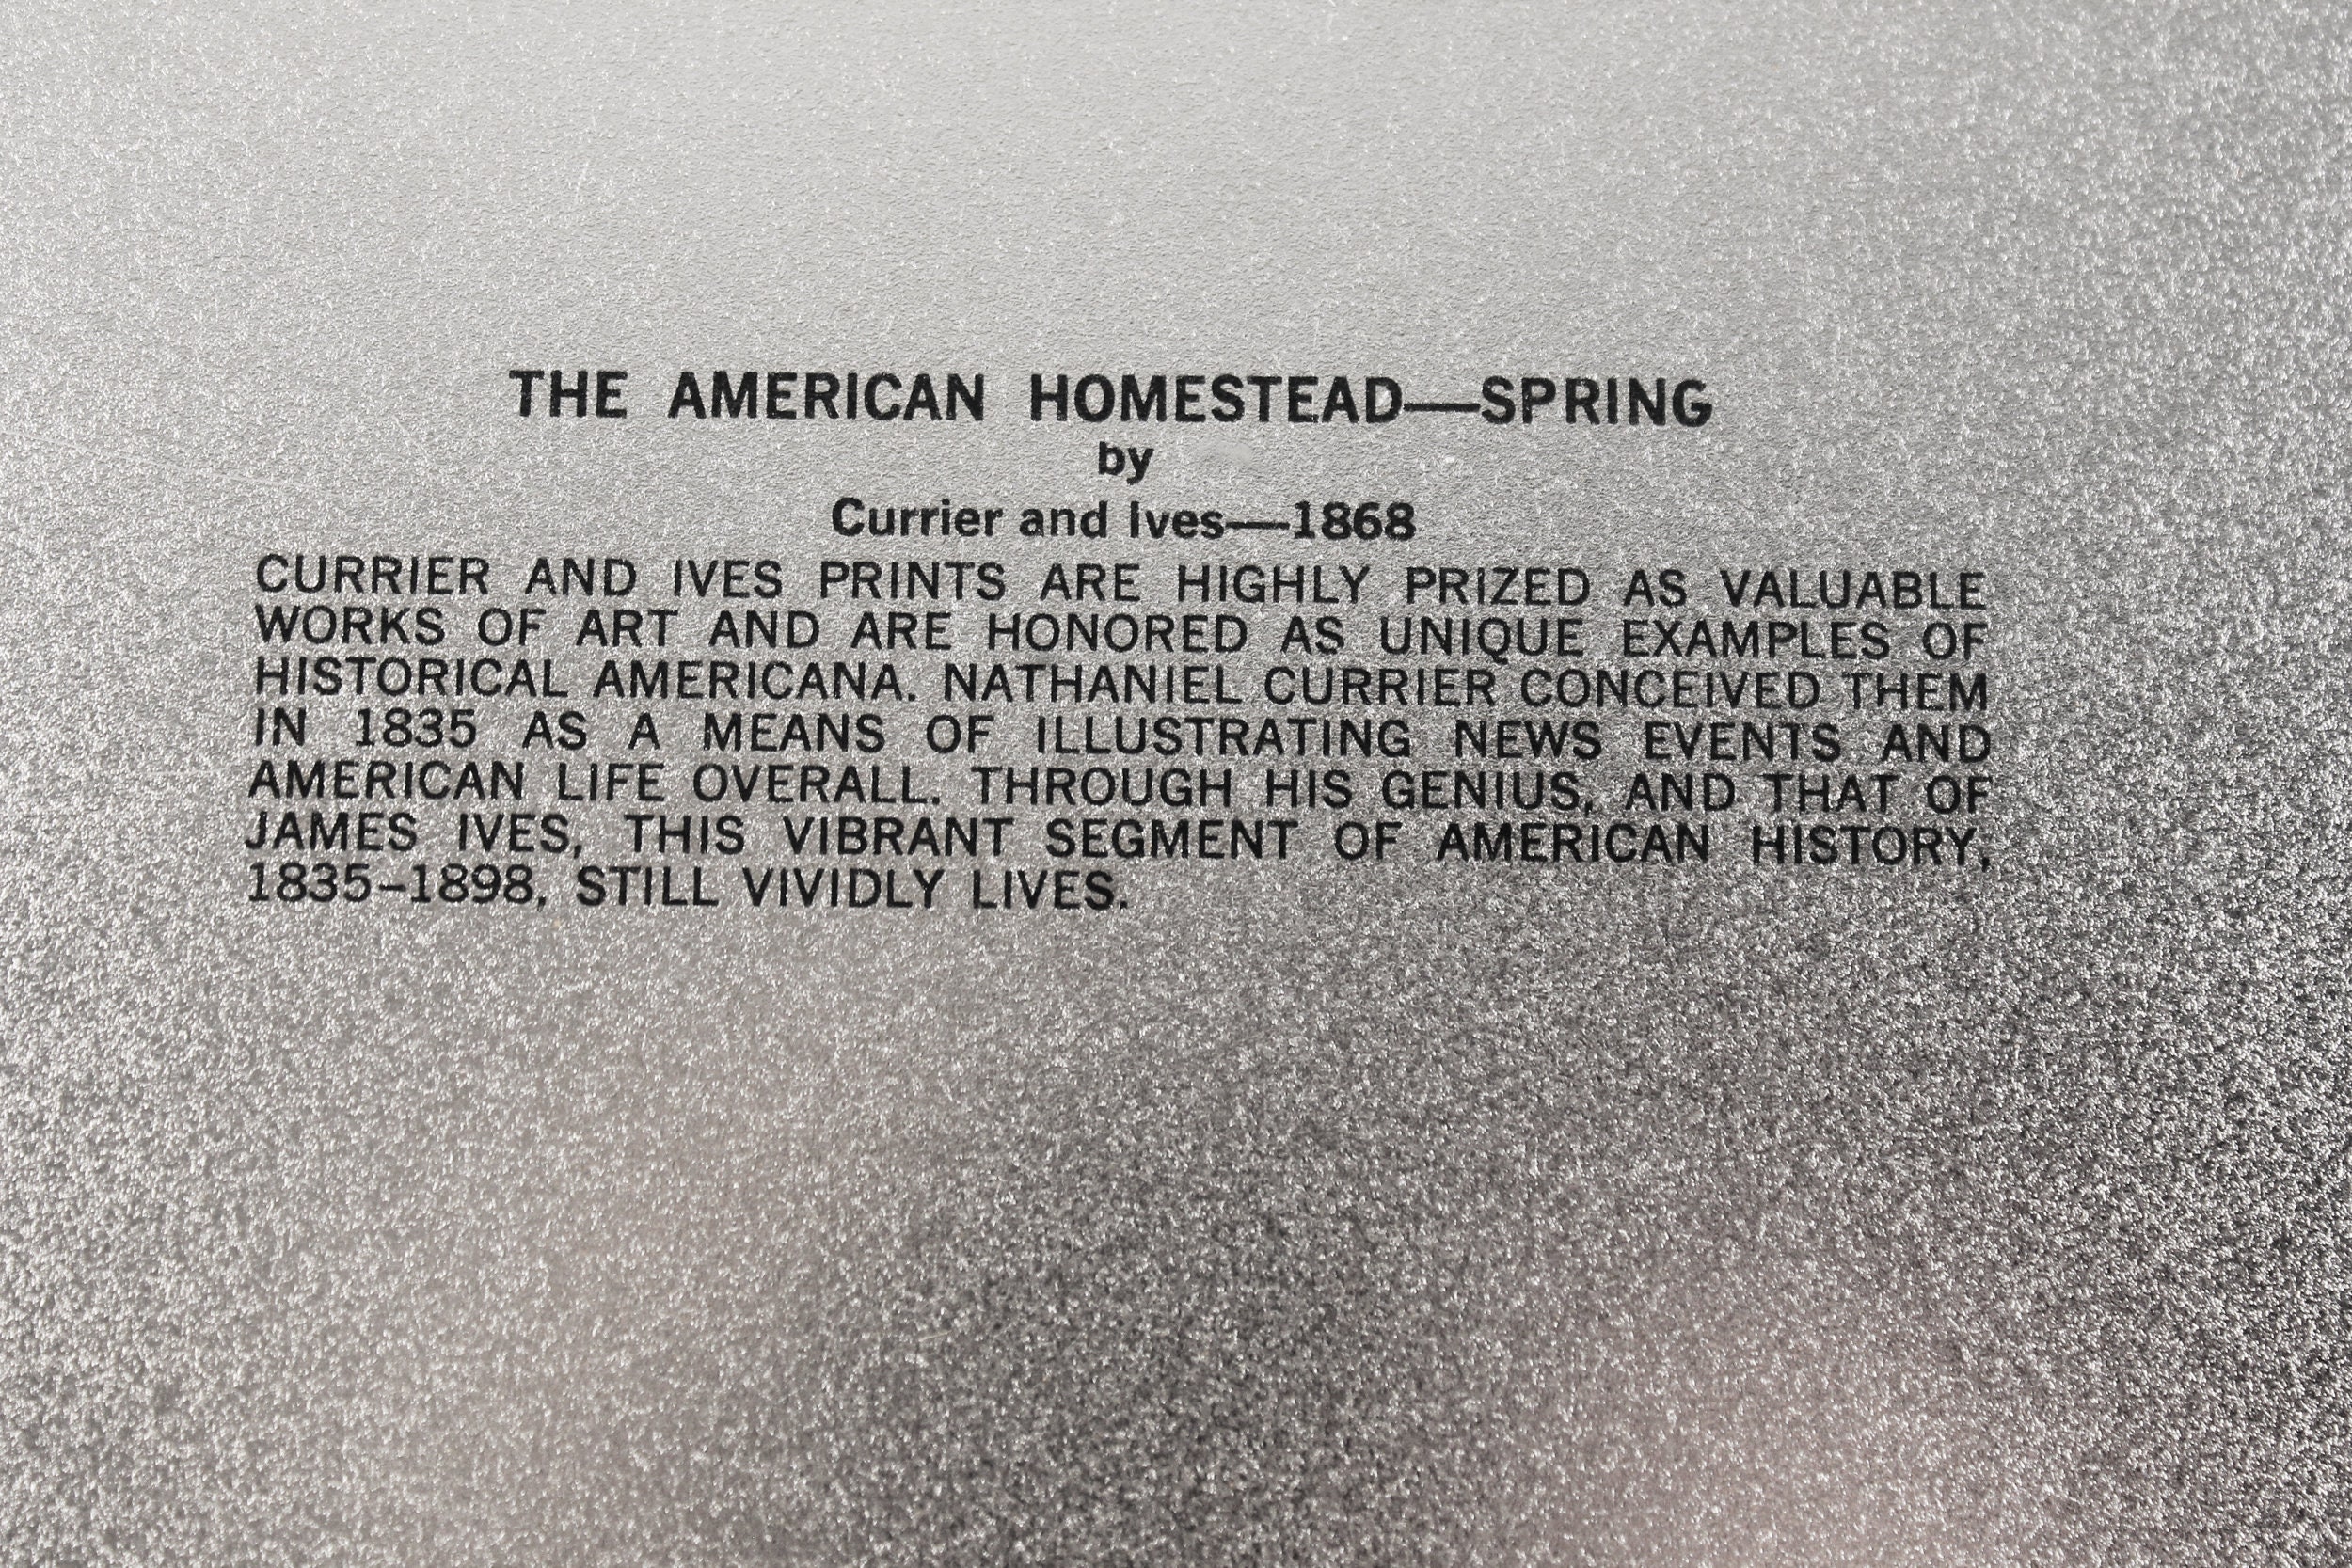 THE AMERICAN HOMESTEAD—SPRING
by
Currier and Ives—1868
CURRIER AND IVES PRINTS ARE HIGHLY PRIZED AS VALUABLE
WORKS OF ART AND ARE HONORED AS UNIQUE EXAMPLES OF
HISTORICAL AMERICANA. NATHANIEL CURRIER CONCEIVED THEM
IN 1835 AS A MEANS OF ILLUSTRATING NEWS EVENTS AND
AMERICAN LIFE OVERALL. THROUGH HIS GENIUS, AND THAT OF
JAMES IVES, THIS VIBRANT SEGMENT OF AMERICAN HISTORY,
1835–1898, STILL VIVIDLY LIVES.